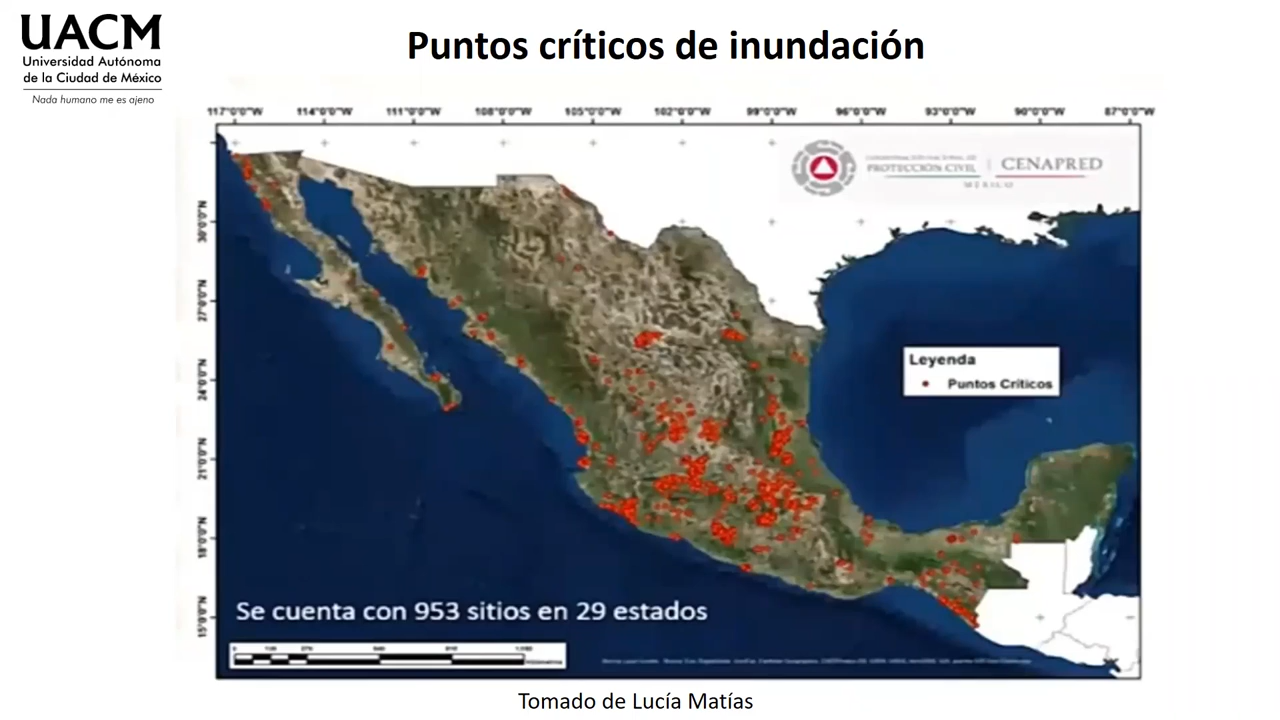 UACM
Universidad Autónoma
de la Ciudad de México
Nada humano me es ajeno
Puntos críticos de inundación
117°0'0"W 114°0'0"W 111°0'0"W 108°0'0"W 105°0'0"W 102°0'0"W 99°0'0"W 96°0'0"W 93°0'0"W 90°0'0"W 87°0'0"W
PROTECCIÓN CIVIL
CENAPRED
MÉXICO
30°0'0"N
27°0'0"N
24°0'0"N
21°0'0"N
18°0'0"N
15°0'0"N
Leyenda
Puntos Críticos
Se cuenta con 953 sitios en 29 estados
Tomado de Lucía Matías